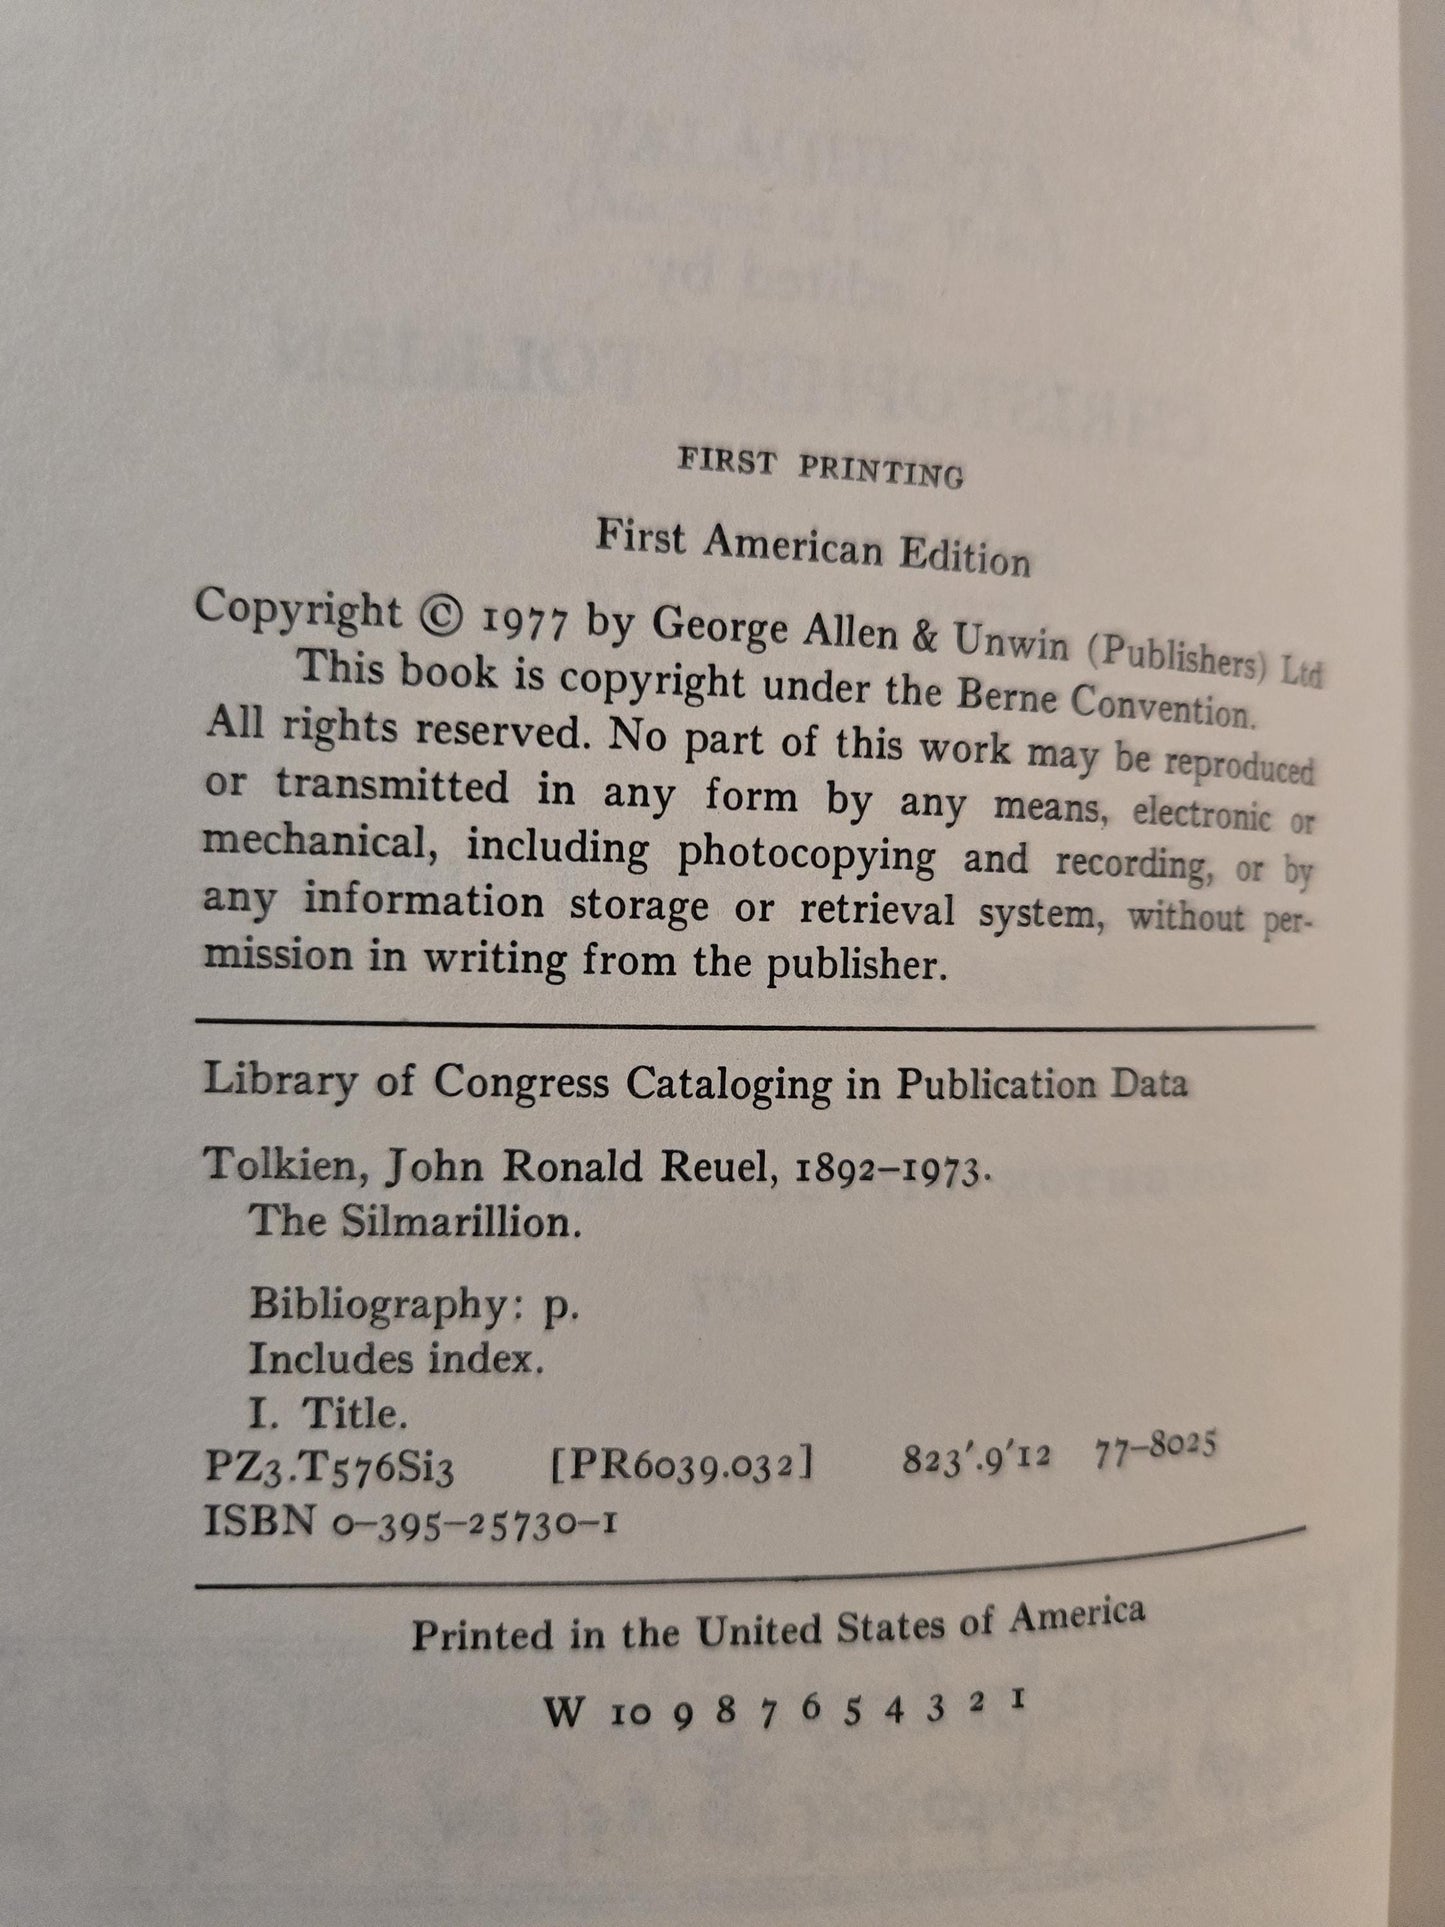 FIRST PRINTING
First American Edition
Copyright © 1977 by George Allen & Unwin (Publishers) Ltd
This book is copyright under the Berne Convention.
All rights reserved. No part of this work may be reproduced
or transmitted in any form by any means, electronic or
mechanical, including photocopying and recording, or by
any information storage or retrieval system, without per-
mission in writing from the publisher.
Library of Congress Cataloging in Publication Data
Tolkien, John Ronald Reuel, 1892–1973.
The Silmarillion.
Bibliography: p.
Includes index.
I. Title.
PZ3.T576Si3 [PR6039.032] 823′.9′12 77–8025
ISBN 0–395–25730–1
Printed in the United States of America
W 10 9 8 7 6 5 4 3 2 1